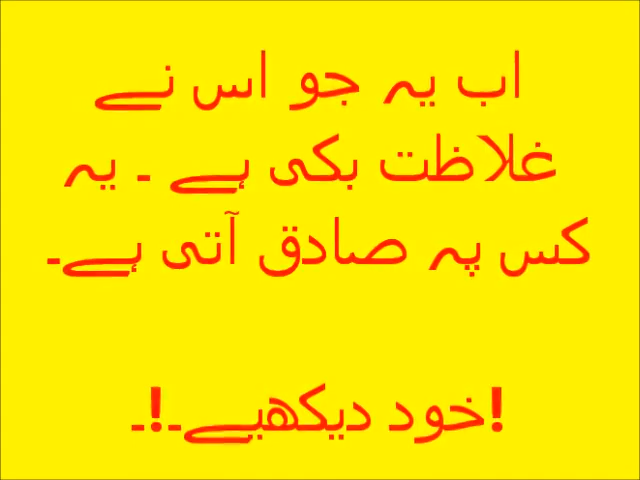 اب یہ جو اس نے
غلاظت بکی ہے ۔ یہ
کس پہ صادق آتی ہے۔
!خود دیکھیے۔!۔